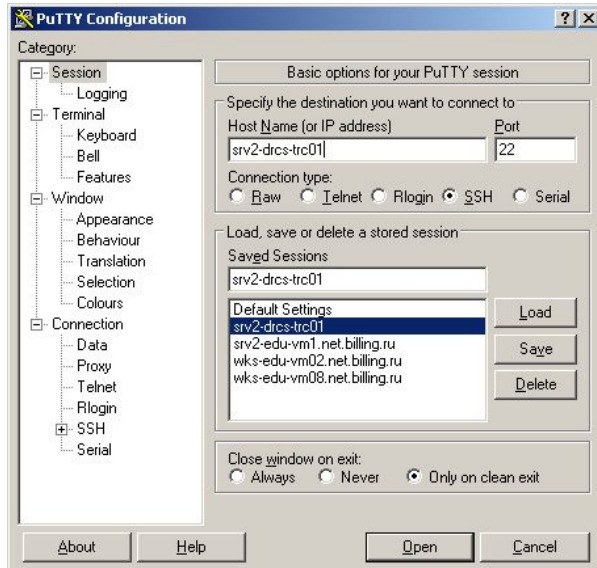 PuTTY Configuration
Category:
Session
Logging
Terminal
Keyboard
Bell
Features
Window
Appearance
Behaviour
Translation
Selection
Colours
Connection
Data
Proxy
Telnet
Rlogin
SSH
Serial
Basic options for your PuTTY session
Specify the destination you want to connect to
Host Name (or IP address) Port
srv2-drcs-trc01 22
Connection type:
Raw Telnet Rlogin SSH Serial
Load, save or delete a stored session
Saved Sessions
srv2-drcs-trc01
Default Settings
srv2-drcs-trc01
srv2-edu-vm1.net.billing.ru
wks-edu-vm02.net.billing.ru
wks-edu-vm08.net.billing.ru
Load
Save
Delete
Close window on exit:
Always Never Only on clean exit
About Help Open Cancel